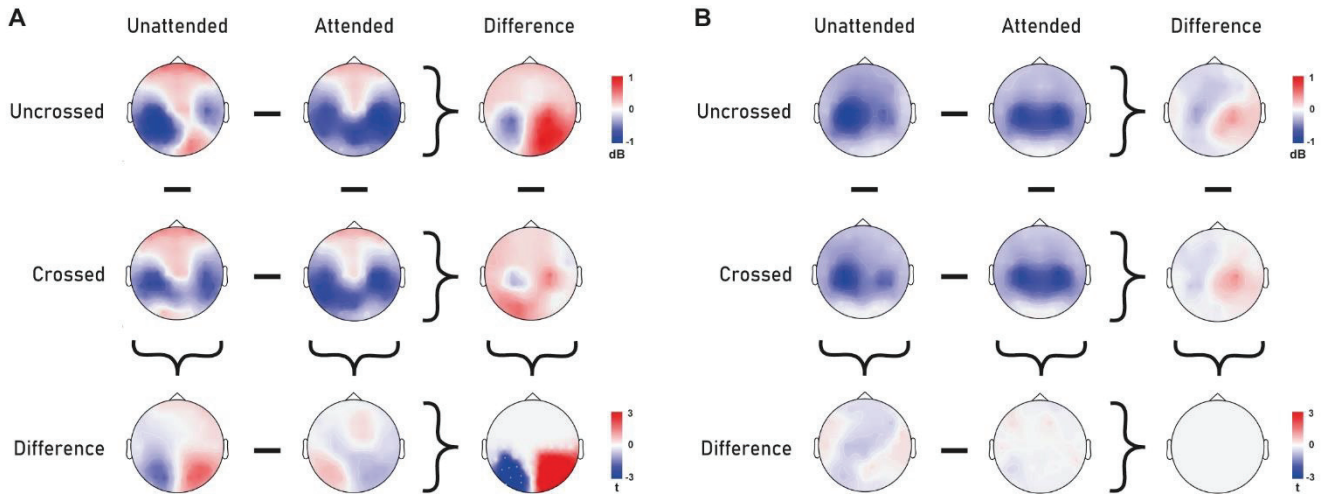 A
Unattended Attended Difference
Uncrossed
1
0
-1
dB
Crossed
Difference
3
0
-3
t
B
Unattended Attended Difference
Uncrossed
1
0
-1
dB
Crossed
Difference
3
0
-3
t